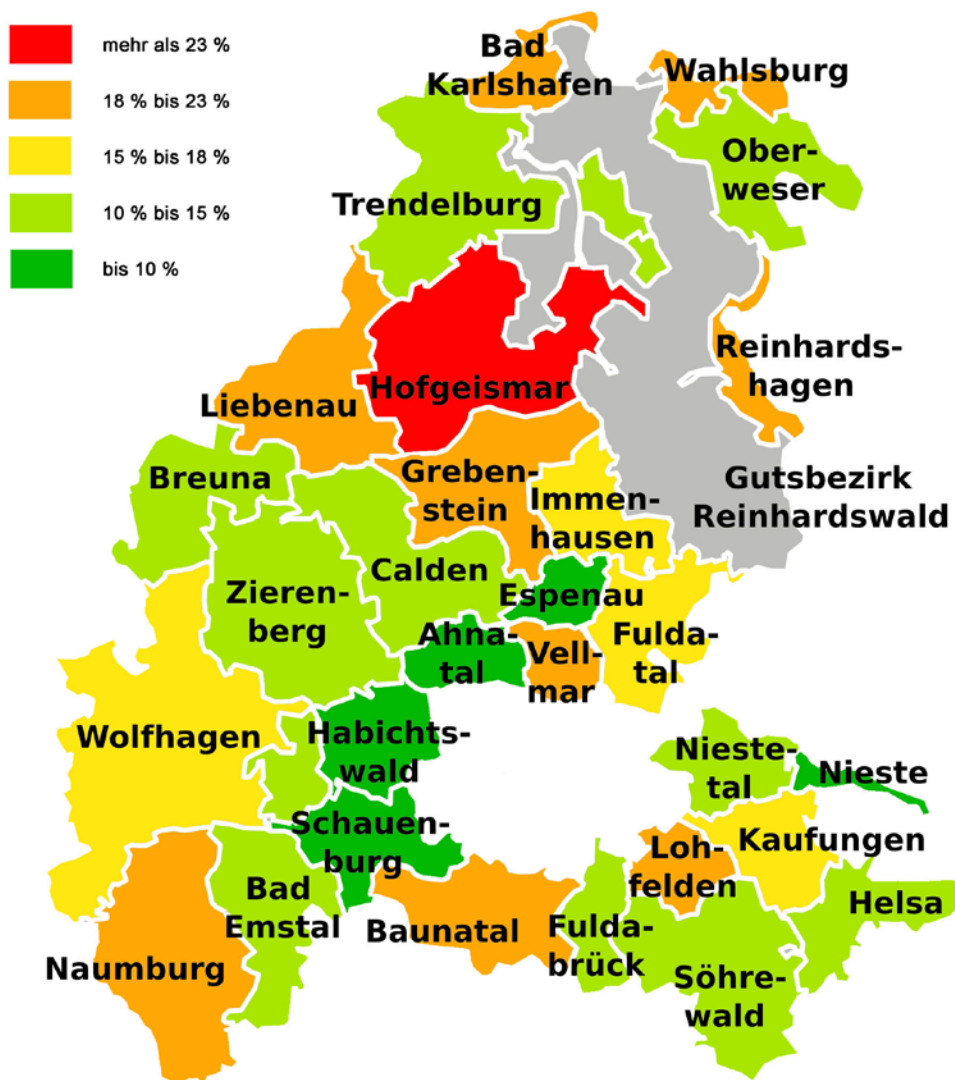 mehr als 23 %
18 % bis 23 %
15 % bis 18 %
10 % bis 15 %
bis 10 %
Bad
Karlshafen
Wahlsburg
Ober-
weser
Trendelburg
Reinhards-
hagen
Hofgeismar
Liebenau
Breuna
Greben-
stein
Immen-
hausen
Gutsbezirk
Reinhardswald
Calden
Zieren-
berg
Espenau
Ahna-
tal
Vell-
mar
Fulda-
tal
Wolfhagen
Habichts-
wald
Nieste-
tal
Nieste
Schauen-
burg
Kaufungen
Loh-
felden
Helsa
Bad
Emstal
Baunatal
Fulda-
brück
Naumburg
Söhre-
wald